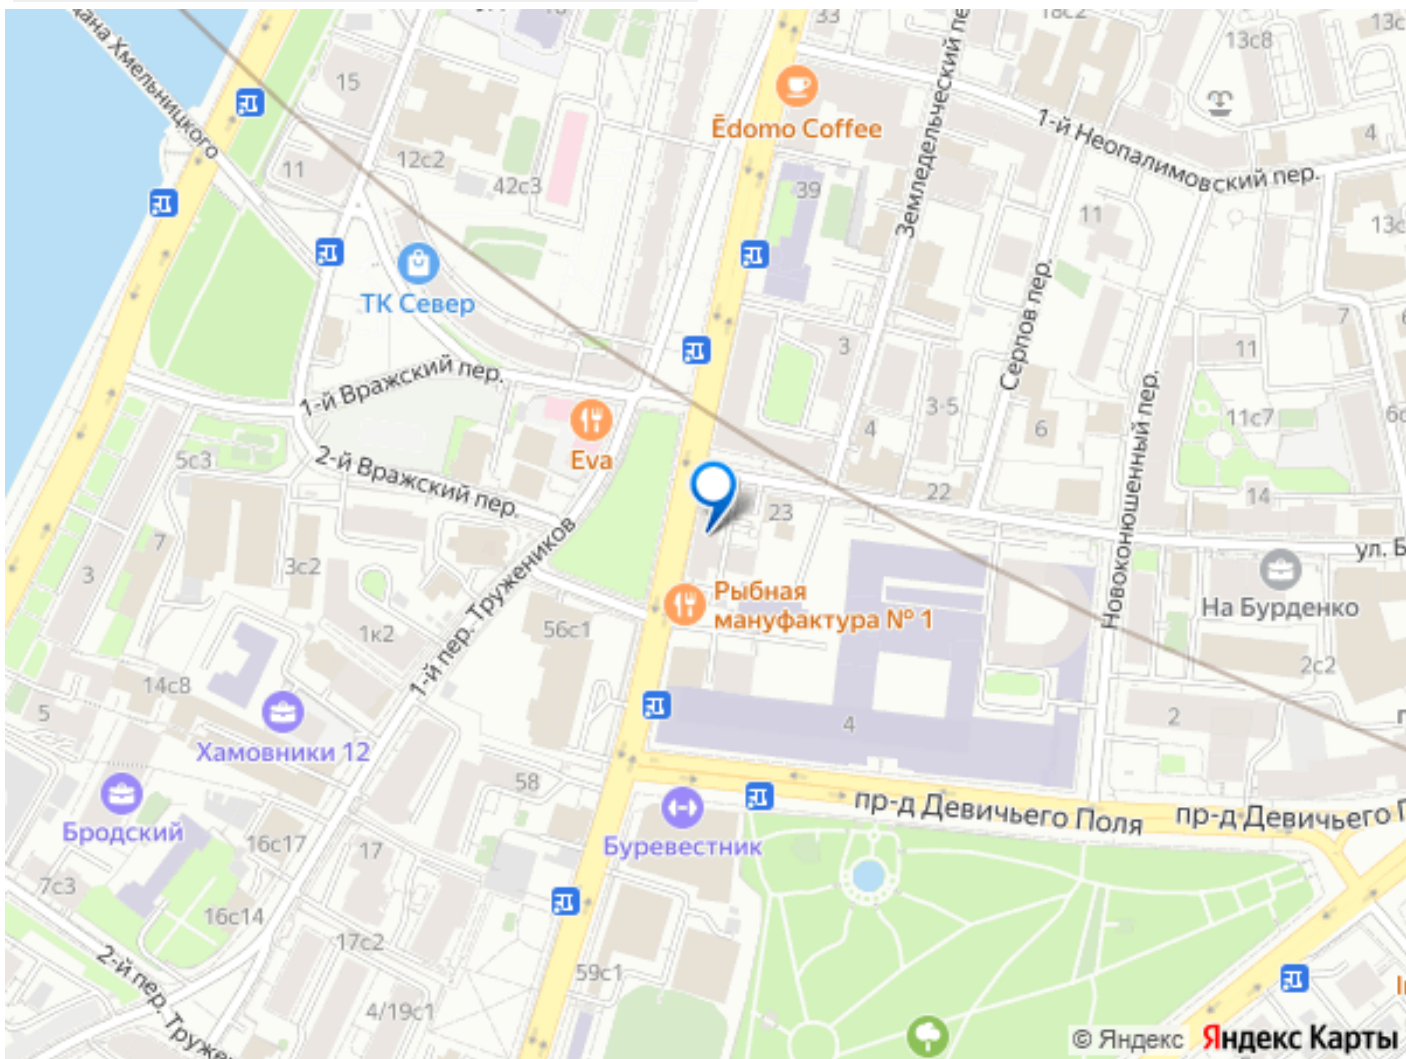 33
18с2
13с8
15
Ēdomo Coffee
Земледельческий пер.
1-й Неопалимовский пер.
4
Хмельницкого
12с2
11
42с3
39
11
ТК Север
Серпов пер.
7
3
11
1-й Вражский пер.
3-5
11с7
4
6
Новоконюшенный пер.
Eva
5с3
2-й Вражский пер.
22
14
23
7
3с2
3
1-й пер. Тружеников
ул. Б
На Бурденко
Рыбная
мануфактура № 1
1к2
56с1
2с2
14с8
5
2
4
Хамовники 12
58
пр-д Девичьего Поля
пр-д Девичьего П
Бродский
Буревестник
16с17
17
7с3
16с14
17с2
2-й пер. Труже
59с1
4/19с1
© Яндекс Яндекс Карты